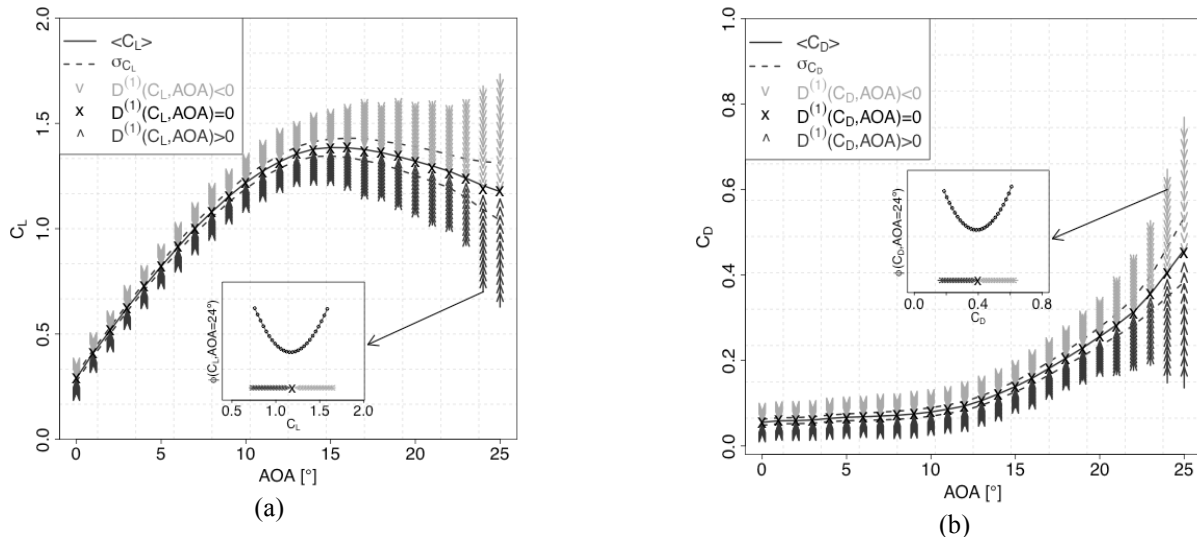 2.0
1.5
1.0
0.5
0.0
C_L
<C_L>
σ_{C_L}
v D^{(1)}(C_L,AOA)<0
x D^{(1)}(C_L,AOA)=0
^ D^{(1)}(C_L,AOA)>0
ϕ(C_L,AOA=24°)
0.5 1.0 1.5 2.0
C_L
0 5 10 15 20 25
AOA [°]
(a)
1.0
0.8
0.6
0.4
0.2
0.0
C_D
<C_D>
σ_{C_D}
v D^{(1)}(C_D,AOA)<0
x D^{(1)}(C_D,AOA)=0
^ D^{(1)}(C_D,AOA)>0
ϕ(C_D,AOA=24°)
0.0 0.4 0.8
C_D
0 5 10 15 20 25
AOA [°]
(b)